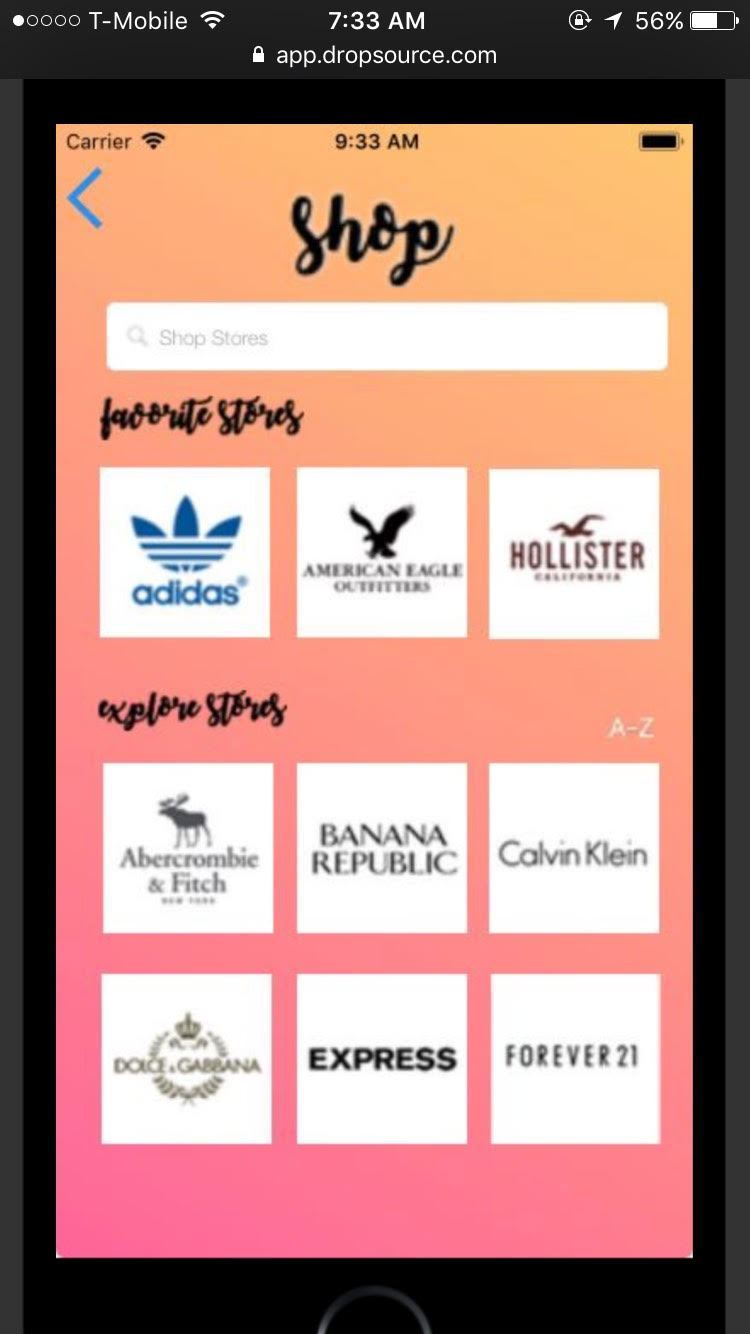 T-Mobile 7:33 AM 56%
app.dropsource.com
Carrier 9:33 AM
Shop
Shop Stores
favorite stores
adidas®
AMERICAN EAGLE
OUTFITTERS
HOLLISTER
CALIFORNIA
explore stores
A-Z
Abercrombie
& Fitch
NEW YORK
BANANA
REPUBLIC
Calvin Klein
DOLCE & GABBANA
EXPRESS
FOREVER 21